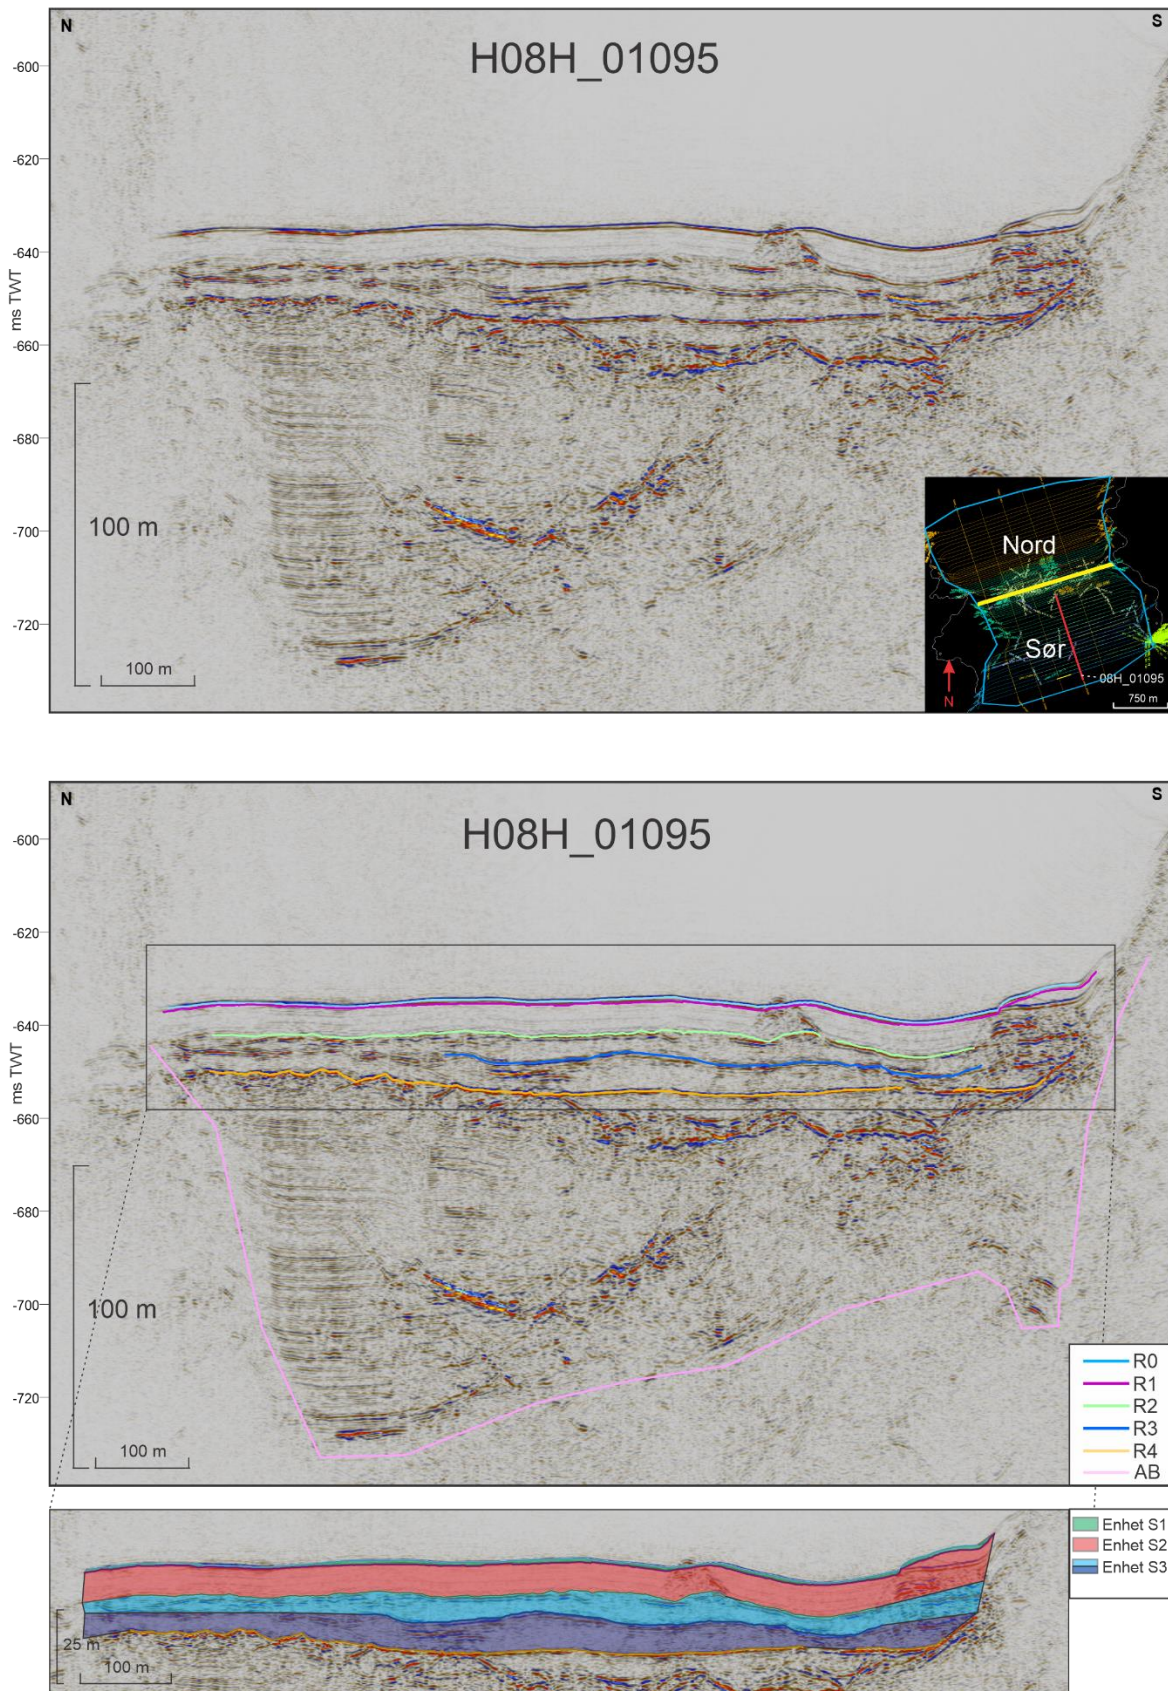 N
S
H08H_01095
-600
-620
-640
ms TWT
-660
-680
100 m
-700
-720
100 m
Nord
Sør
08H_01095
N
750 m
N
S
H08H_01095
-600
-620
-640
ms TWT
-660
-680
100 m
-700
-720
100 m
R0
R1
R2
R3
R4
AB
Enhet S1
Enhet S2
Enhet S3
25 m
100 m